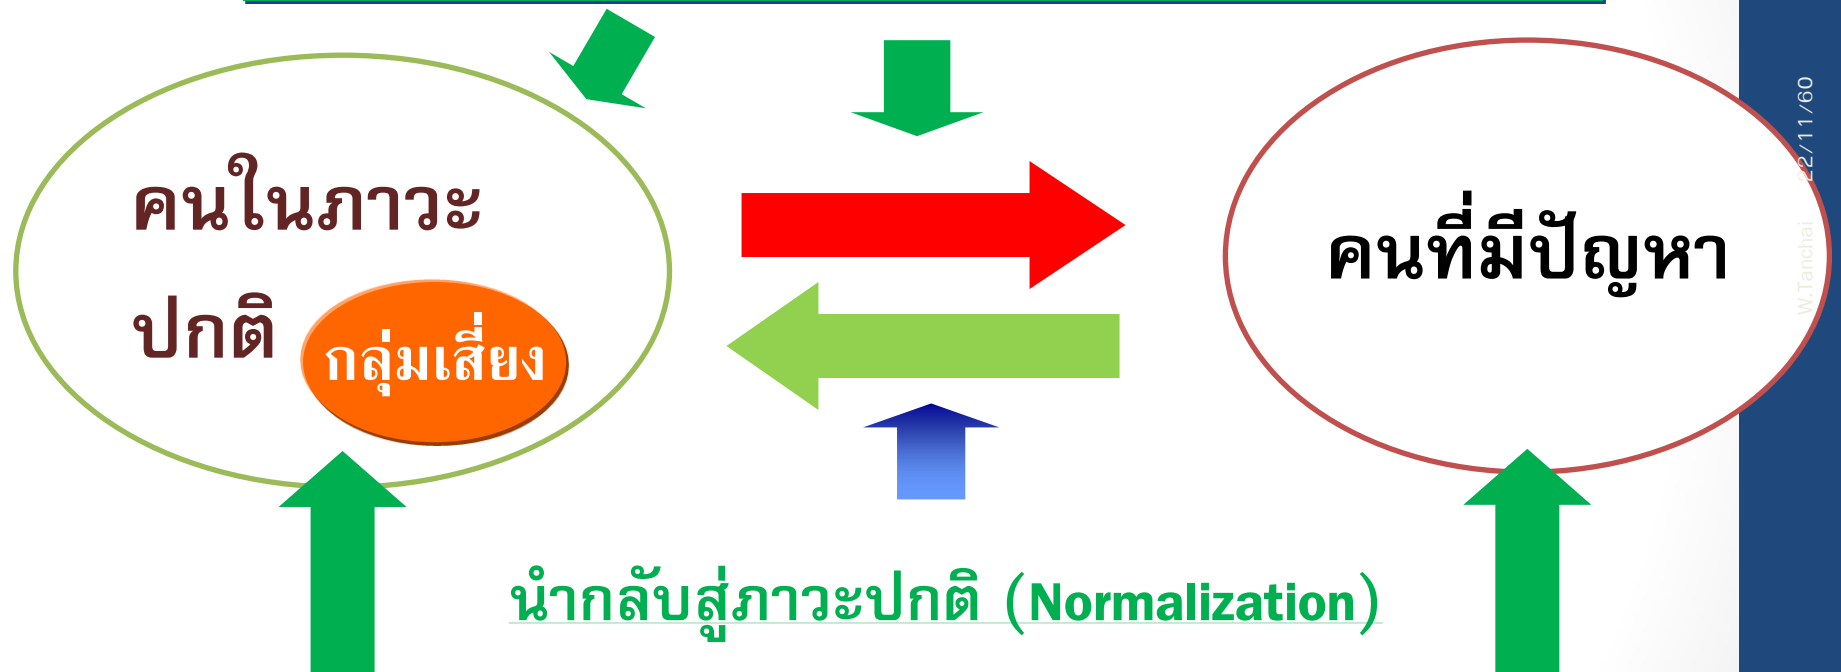 คนในภาวะ
ปกติ
กลุ่มเสี่ยง
คนที่มีปัญหา
นำกลับสู่ภาวะปกติ (Normalization)
W.Tanchai
22/11/60